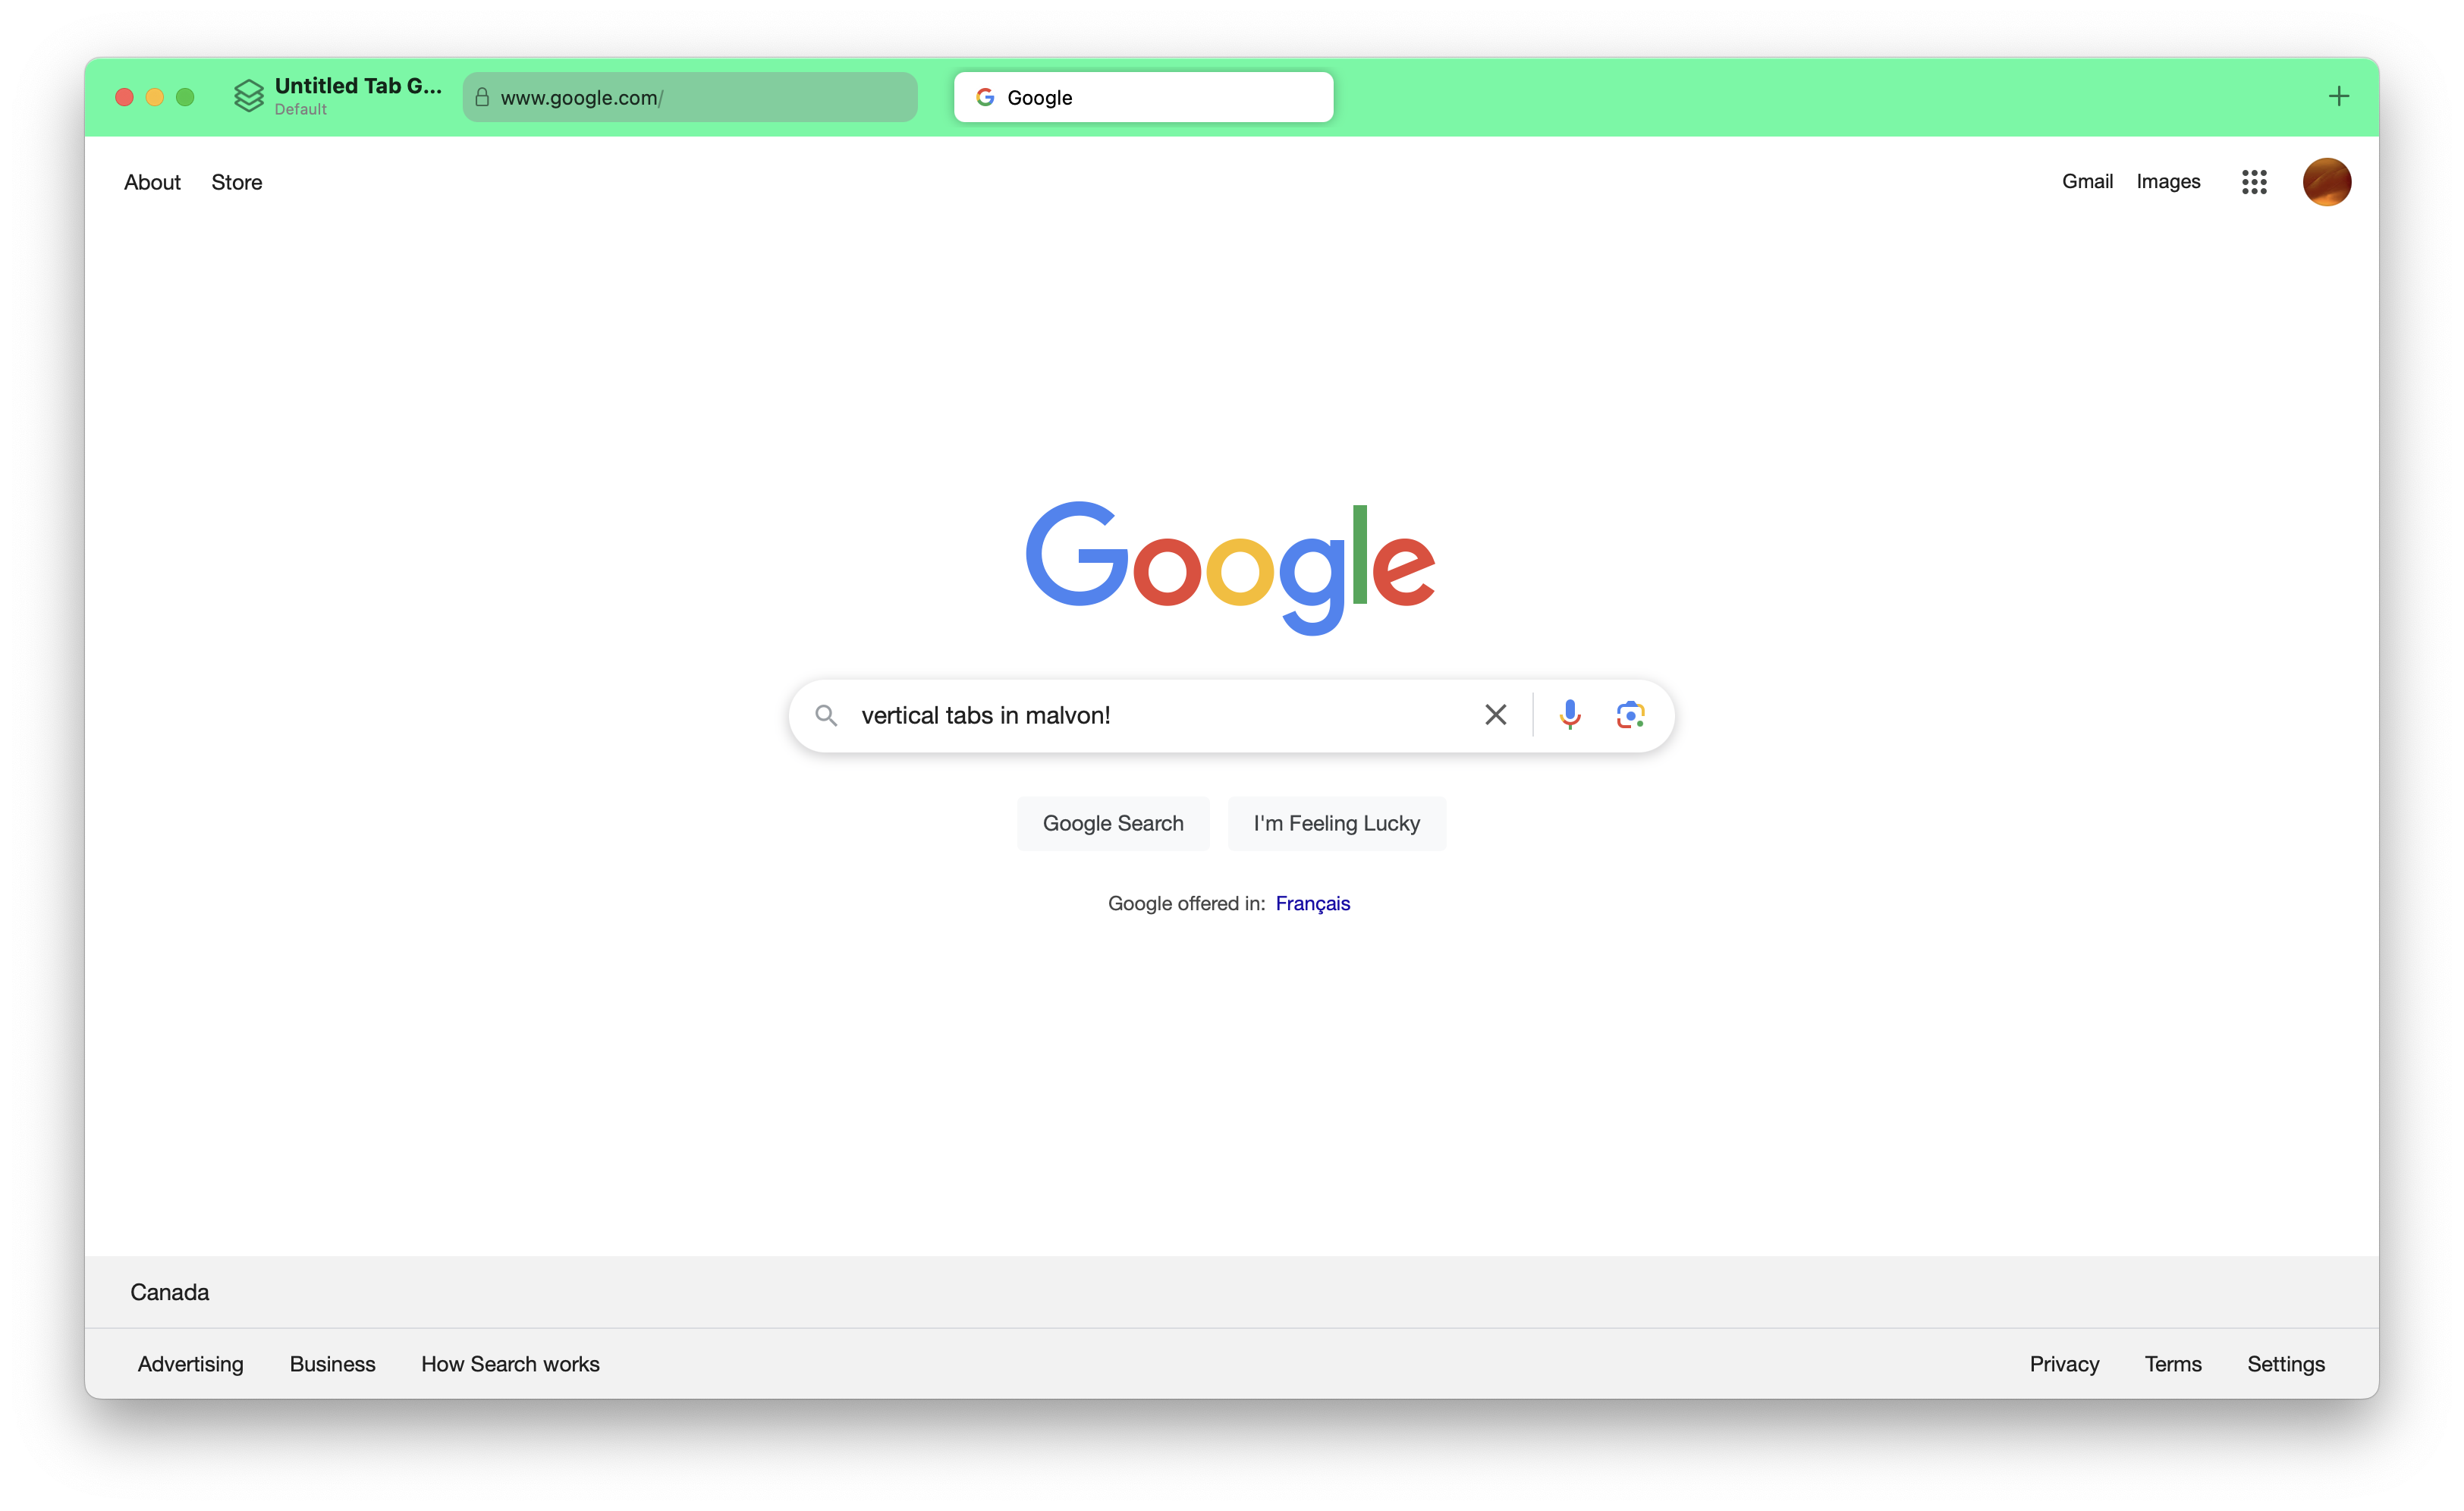 Untitled Tab G...
Default
www.google.com/
Google
About Store
Gmail Images
Google
vertical tabs in malvon!
Google Search I'm Feeling Lucky
Google offered in: Français
Canada
Advertising Business How Search works
Privacy Terms Settings